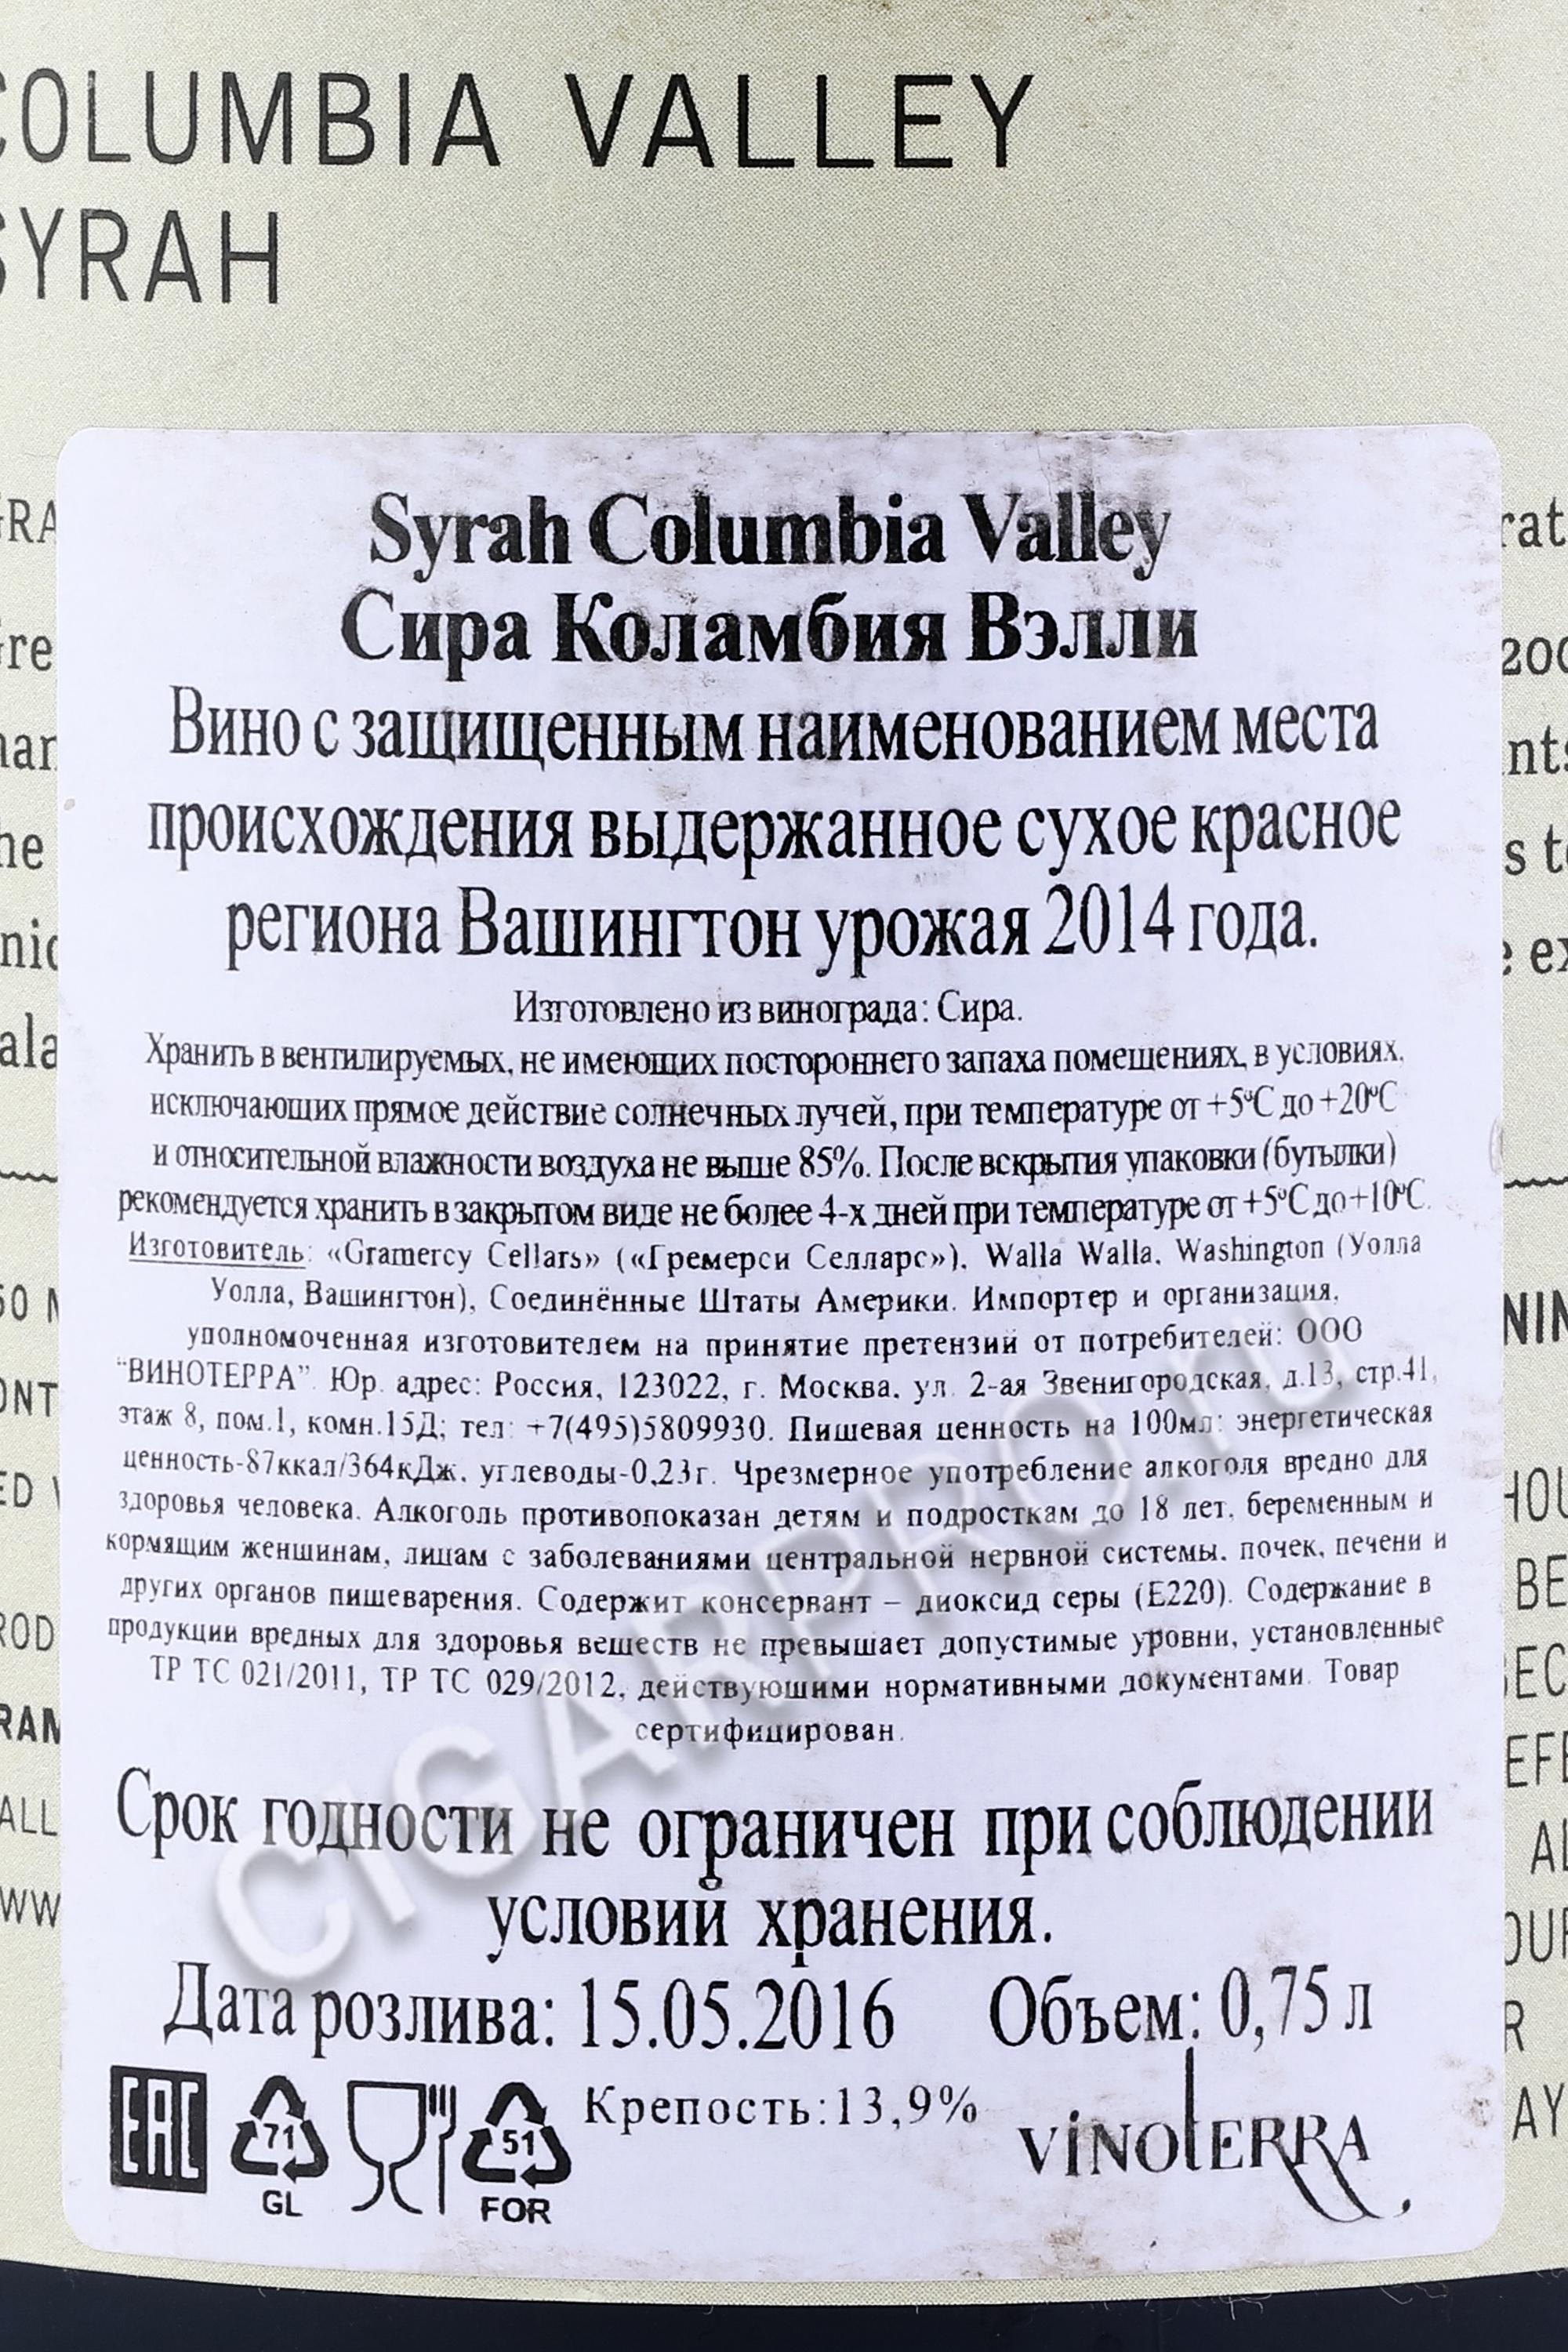 COLUMBIA VALLEY
SYRAH
Syrah Columbia Valley
Сира Коламбия Вэлли
Вино с защищенным наименованием места
происхождения выдержанное сухое красное
региона Вашингтон урожая 2014 года.
Изготовлено из винограда: Сира.
Хранить в вентилируемых, не имеющих постороннего запаха помещениях, в условиях,
исключающих прямое действие солнечных лучей, при температуре от +5°С до +20°С
и относительной влажности воздуха не выше 85%. После вскрытия упаковки (бутылки)
рекомендуется хранить в закрытом виде не более 4-х дней при температуре от +5°С до +10°С.
Изготовитель: «Gramercy Cellars» («Гремерси Селларс»), Walla Walla, Washington (Уолла
Уолла, Вашингтон), Соединённые Штаты Америки. Импортер и организация,
уполномоченная изготовителем на принятие претензий от потребителей: ООО
"ВИНОТЕРРА". Юр. адрес: Россия, 123022, г. Москва, ул. 2-ая Звенигородская, д.13, стр.41,
этаж 8, пом.1, комн.15Д; тел: +7(495)5809930. Пищевая ценность на 100мл: энергетическая
ценность-87ккал/364кДж, углеводы-0,23г. Чрезмерное употребление алкоголя вредно для
здоровья человека. Алкоголь противопоказан детям и подросткам до 18 лет, беременным и
кормящим женщинам, лицам с заболеваниями центральной нервной системы, почек, печени и
других органов пищеварения. Содержит консервант – диоксид серы (Е220). Содержание в
продукции вредных для здоровья веществ не превышает допустимые уровни, установленные
ТР ТС 021/2011, ТР ТС 029/2012, действующими нормативными документами. Товар
сертифицирован.
Срок годности не ограничен при соблюдении
условий хранения.
Дата розлива: 15.05.2016 Объем: 0,75 л
Крепость:13,9%
EAC 71 GL 51 FOR VINOTERRA
CIGARPRO.ru